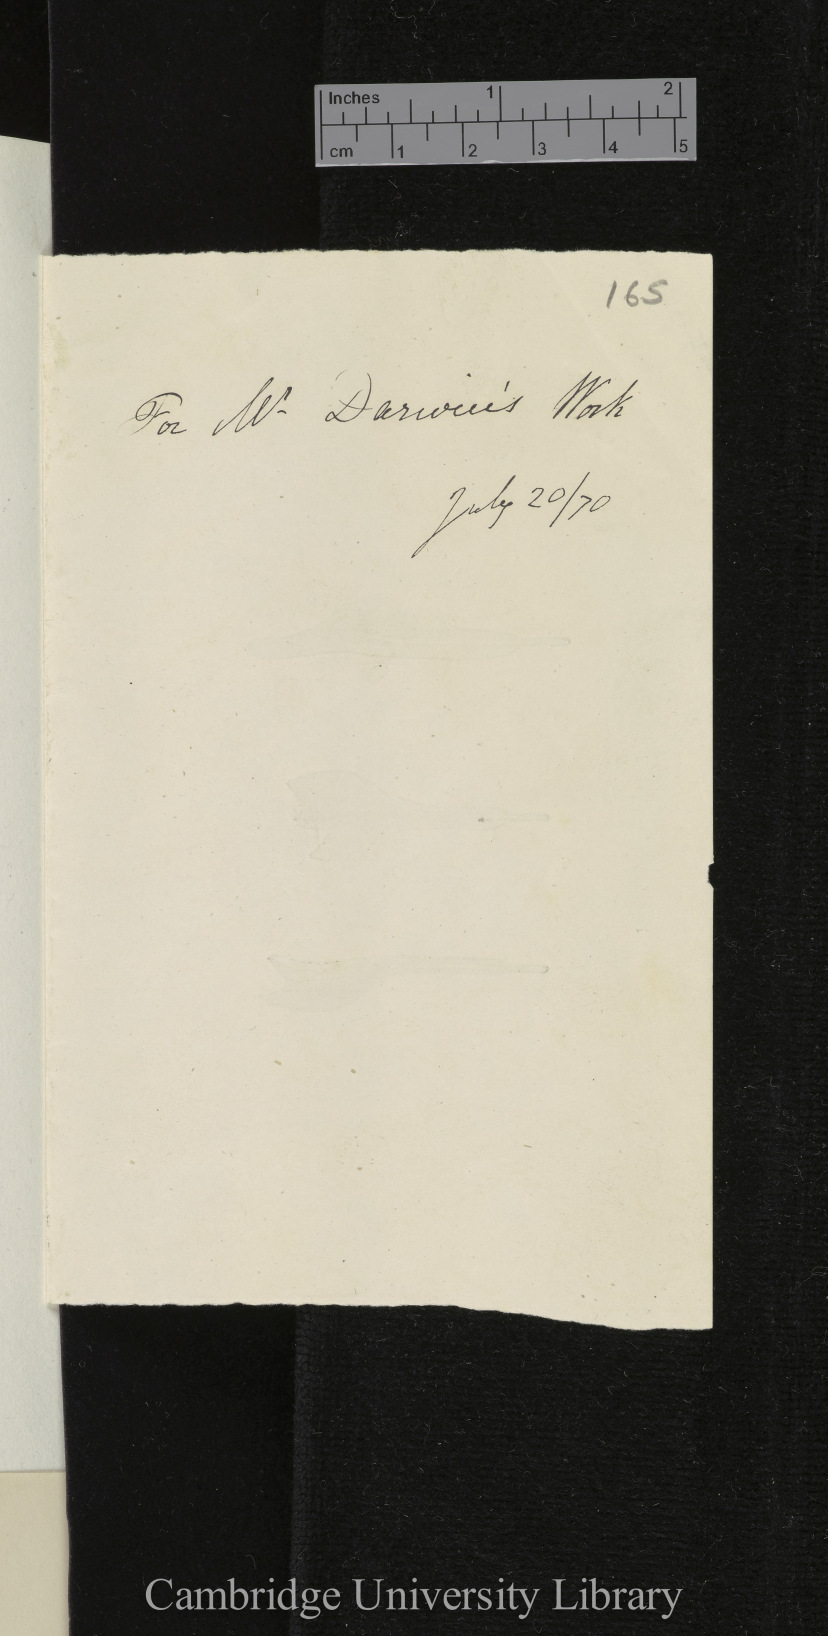 Inches 1 2
cm 1 2 3 4 5
165
For Mr Darwin's Work
July 20/70
Cambridge University Library